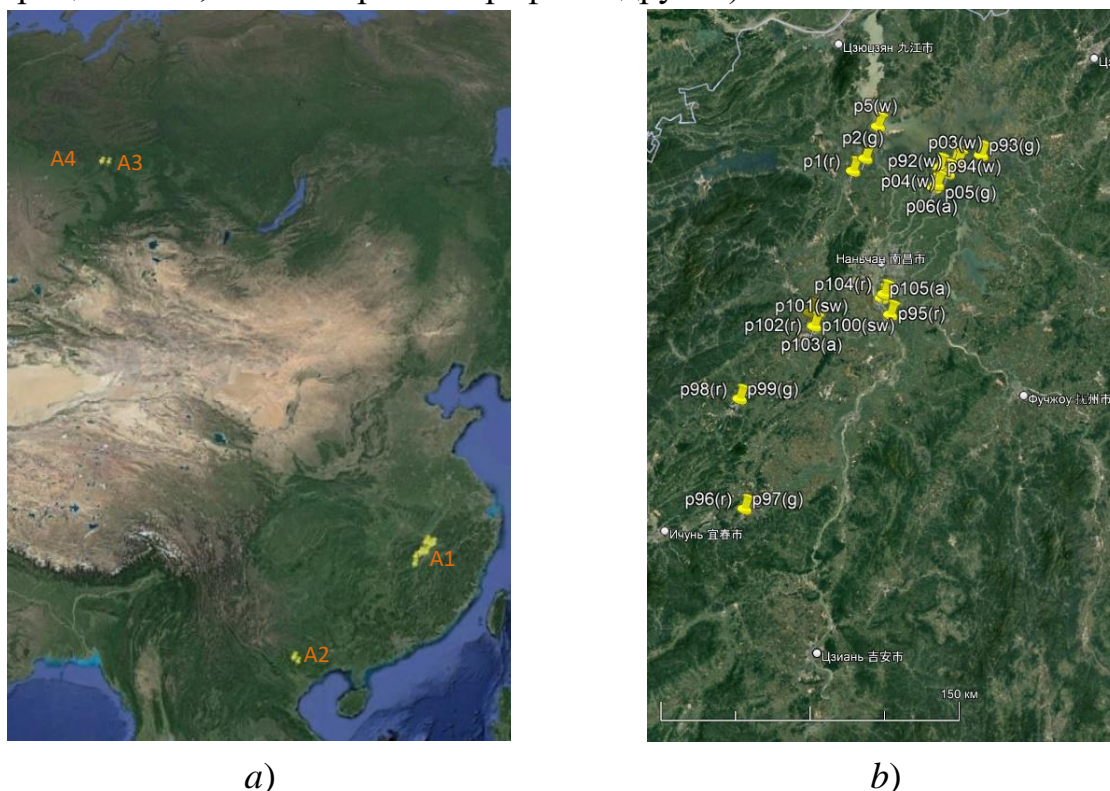 A4
A3
A1
A2
Цзюцзян 九江市
p5(w)
p2(g)
p03(w)
p93(g)
p1(r)
p92(w)
p94(w)
p04(w)
p05(g)
p06(a)
Наньчан 南昌市
p104(r)
p105(a)
p101(sw)
p95(r)
p102(r)
p100(sw)
p103(a)
p98(r)
p99(g)
Фучжоу 抚州市
p96(r)
p97(g)
Ичунь 宜春市
Цзиань 吉安市
150 км
a)
b)